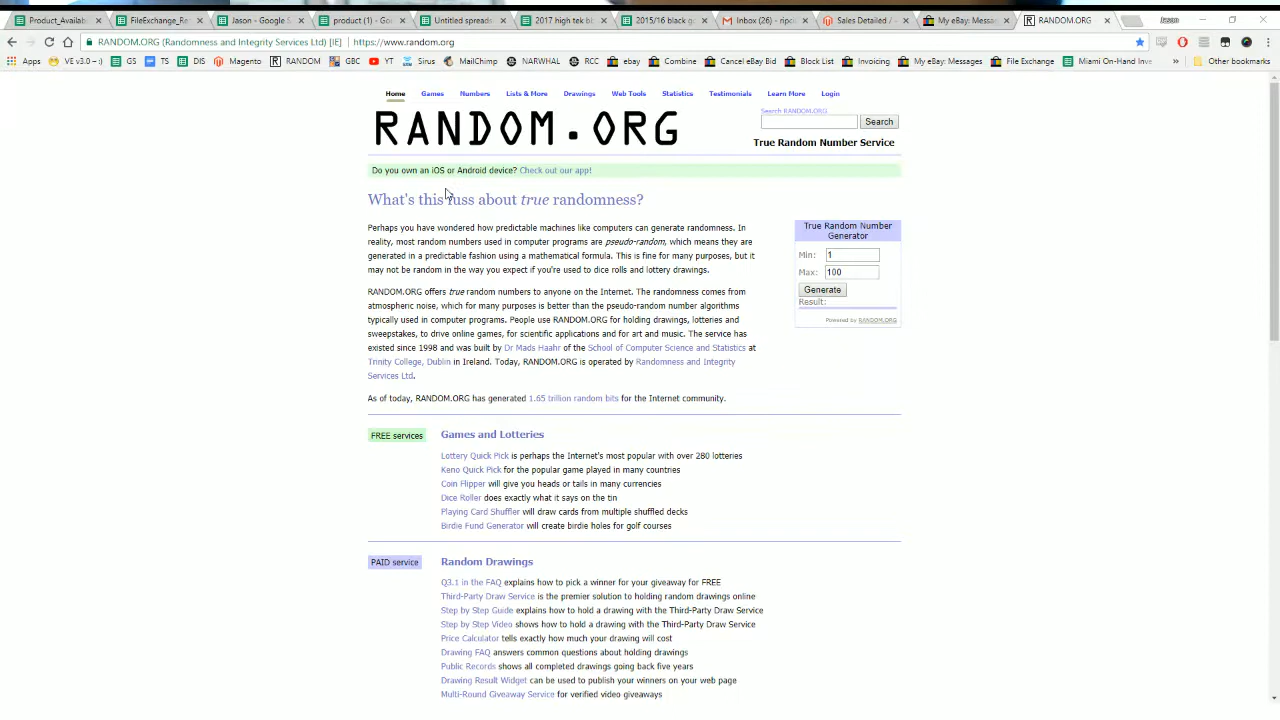 Product_Availab
FileExchange_Re
Jason - Google S
product (1) - Goo
Untitled spreads
2017 high tek bl
2015/16 black g
Inbox (26) - ripci
Sales Detailed /
My eBay: Messa
RANDOM.ORG
RANDOM.ORG (Randomness and Integrity Services Ltd) [IE] https://www.random.org
Apps VE v3.0 GS TS DIS Magento RANDOM GBC YT Sirus MailChimp NARWHAL RCC ebay Combine Cancel eBay Bid Block List Invoicing My eBay: Messages File Exchange Miami On-Hand Inve » Other bookmarks
Home Games Numbers Lists & More Drawings Web Tools Statistics Testimonials Learn More Login
RANDOM.ORG
Search RANDOM.ORG
Search
True Random Number Service
Do you own an iOS or Android device? Check out our app!
What's this fuss about true randomness?
Perhaps you have wondered how predictable machines like computers can generate randomness. In
reality, most random numbers used in computer programs are pseudo-random, which means they are
generated in a predictable fashion using a mathematical formula. This is fine for many purposes, but it
may not be random in the way you expect if you're used to dice rolls and lottery drawings.
RANDOM.ORG offers true random numbers to anyone on the Internet. The randomness comes from
atmospheric noise, which for many purposes is better than the pseudo-random number algorithms
typically used in computer programs. People use RANDOM.ORG for holding drawings, lotteries and
sweepstakes, to drive online games, for scientific applications and for art and music. The service has
existed since 1998 and was built by Dr Mads Haahr of the School of Computer Science and Statistics at
Trinity College, Dublin in Ireland. Today, RANDOM.ORG is operated by Randomness and Integrity
Services Ltd.
As of today, RANDOM.ORG has generated 1.65 trillion random bits for the Internet community.
True Random Number
Generator
Min: 1
Max: 100
Generate
Result:
Powered by RANDOM.ORG
FREE services
Games and Lotteries
Lottery Quick Pick is perhaps the Internet's most popular with over 280 lotteries
Keno Quick Pick for the popular game played in many countries
Coin Flipper will give you heads or tails in many currencies
Dice Roller does exactly what it says on the tin
Playing Card Shuffler will draw cards from multiple shuffled decks
Birdie Fund Generator will create birdie holes for golf courses
PAID service
Random Drawings
Q3.1 in the FAQ explains how to pick a winner for your giveaway for FREE
Third-Party Draw Service is the premier solution to holding random drawings online
Step by Step Guide explains how to hold a drawing with the Third-Party Draw Service
Step by Step Video shows how to hold a drawing with the Third-Party Draw Service
Price Calculator tells exactly how much your drawing will cost
Drawing FAQ answers common questions about holding drawings
Public Records shows all completed drawings going back five years
Drawing Result Widget can be used to publish your winners on your web page
Multi-Round Giveaway Service for verified video giveaways